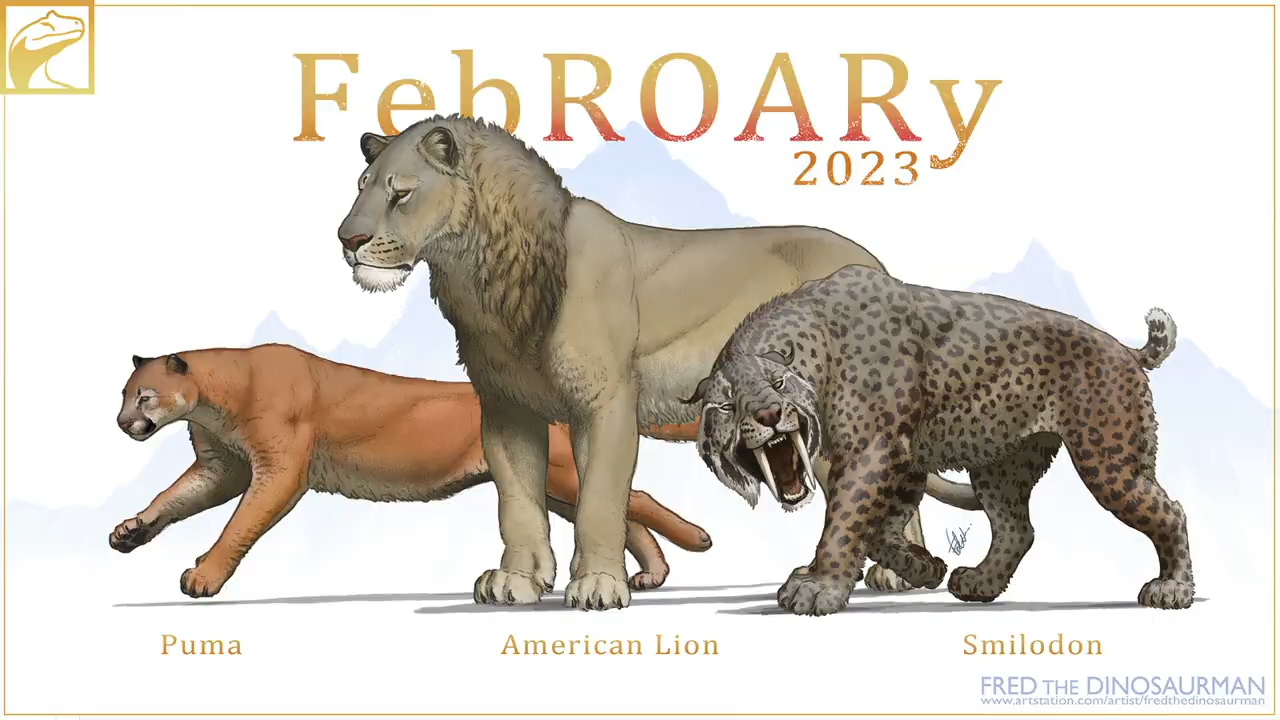 FebROARy
2023
Puma
American Lion
Smilodon
FRED THE DINOSAURMAN
www.artstation.com/artist/fredthedinosaurman